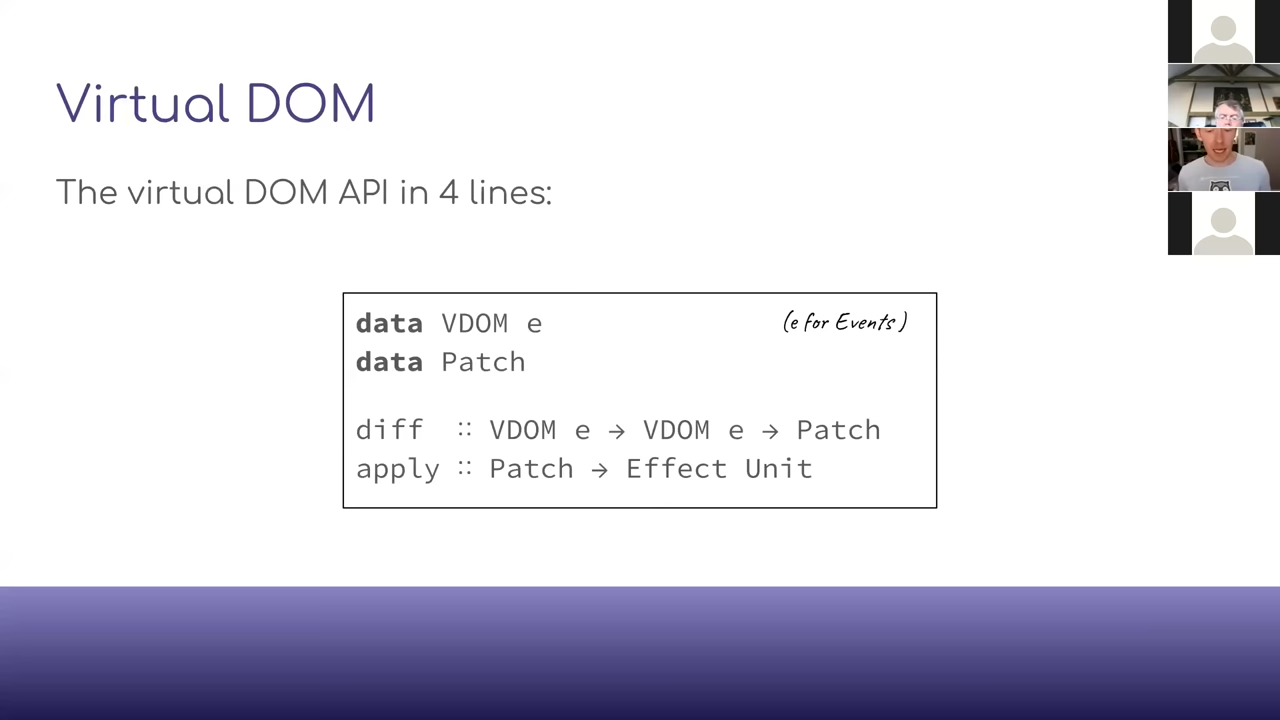 Virtual DOM
The virtual DOM API in 4 lines:
data VDOM e (e for Events)
data Patch
diff :: VDOM e → VDOM e → Patch
apply :: Patch → Effect Unit